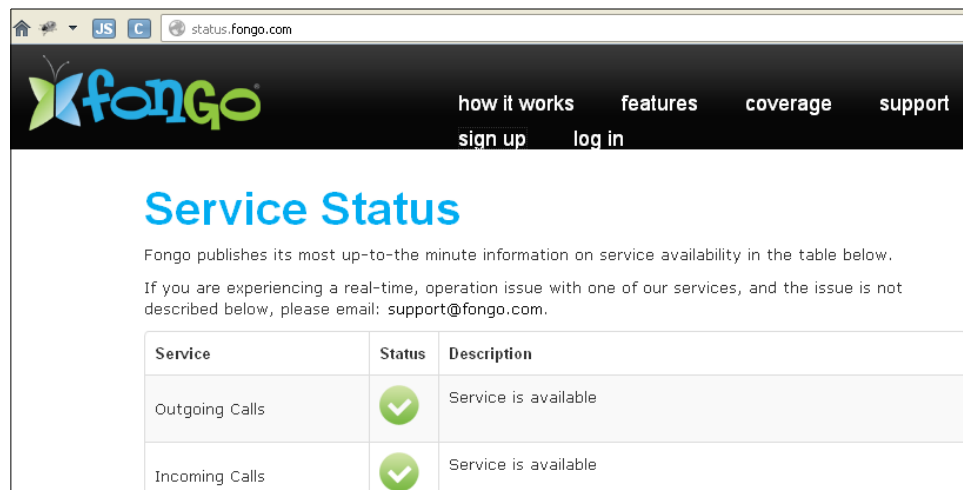 JS C status.fongo.com
fonGo
how it works features coverage support
sign up log in
Service Status
Fongo publishes its most up-to-the minute information on service availability in the table below.
If you are experiencing a real-time, operation issue with one of our services, and the issue is not
described below, please email: support@fongo.com.
Service Status Description
Outgoing Calls Service is available
Incoming Calls Service is available